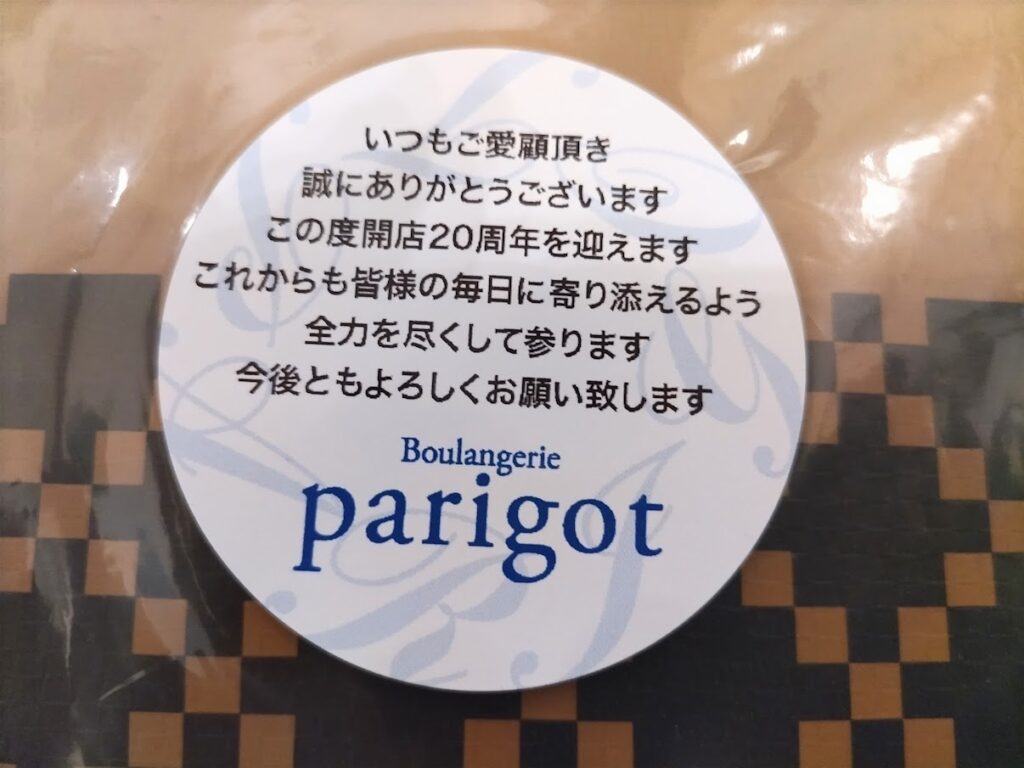 いつもご愛顧頂き
誠にありがとうございます
この度開店20周年を迎えます
これからも皆様の毎日に寄り添えるよう
全力を尽くして参ります
今後ともよろしくお願い致します
Boulangerie
parigot